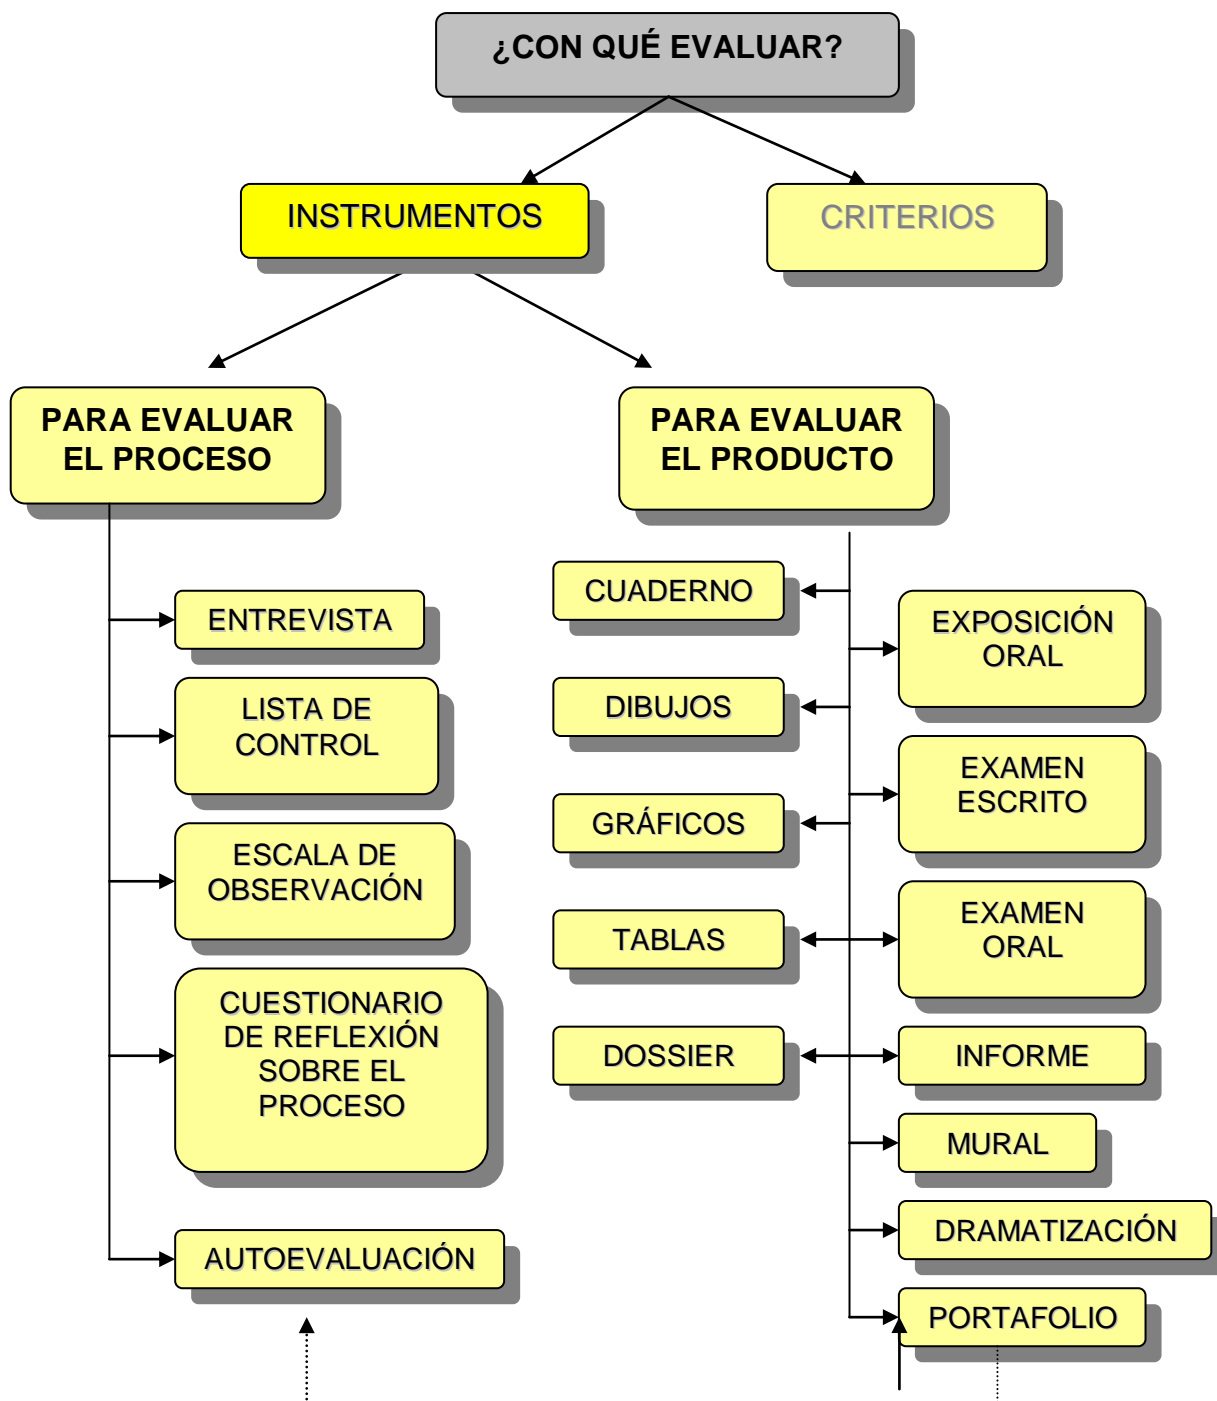 ¿CON QUÉ EVALUAR?
INSTRUMENTOS
CRITERIOS
PARA EVALUAR
EL PROCESO
PARA EVALUAR
EL PRODUCTO
ENTREVISTA
LISTA DE
CONTROL
ESCALA DE
OBSERVACIÓN
CUESTIONARIO
DE REFLEXIÓN
SOBRE EL
PROCESO
AUTOEVALUACIÓN
CUADERNO
DIBUJOS
GRÁFICOS
TABLAS
DOSSIER
EXPOSICIÓN
ORAL
EXAMEN
ESCRITO
EXAMEN
ORAL
INFORME
MURAL
DRAMATIZACIÓN
PORTAFOLIO